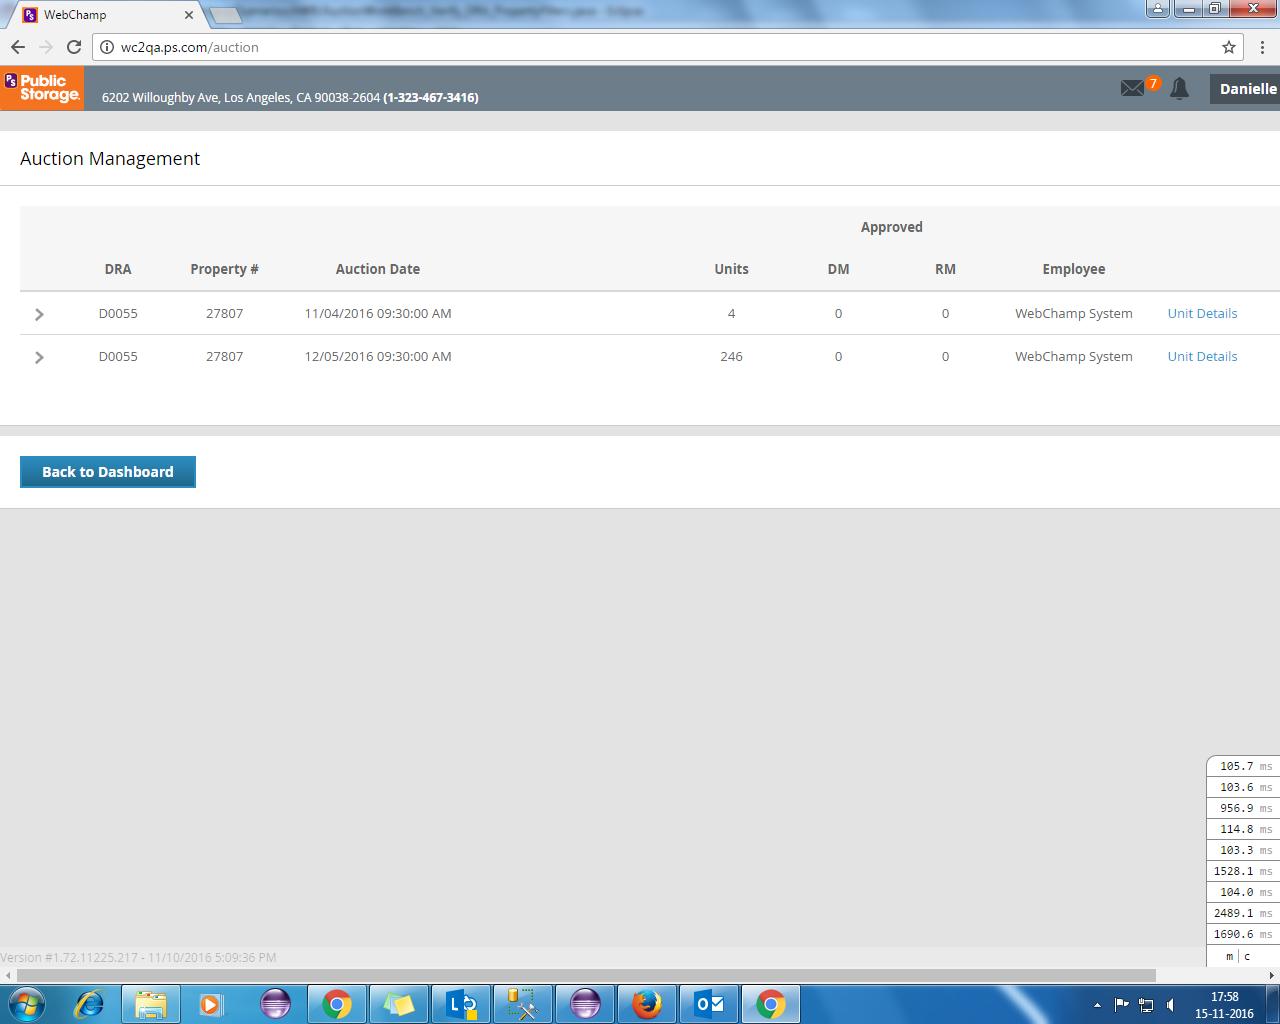 WebChamp
wc2qa.ps.com/auction
PS Public Storage.
6202 Willoughby Ave, Los Angeles, CA 90038-2604 (1-323-467-3416)
7
Danielle
Auction Management
Approved
DRA Property # Auction Date Units DM RM Employee
D0055 27807 11/04/2016 09:30:00 AM 4 0 0 WebChamp System Unit Details
D0055 27807 12/05/2016 09:30:00 AM 246 0 0 WebChamp System Unit Details
Back to Dashboard
105.7 ms
103.6 ms
956.9 ms
114.8 ms
103.3 ms
1528.1 ms
104.0 ms
2489.1 ms
1690.6 ms
m | c
Version #1.72.11225.217 - 11/10/2016 5:09:36 PM
17:58
15-11-2016